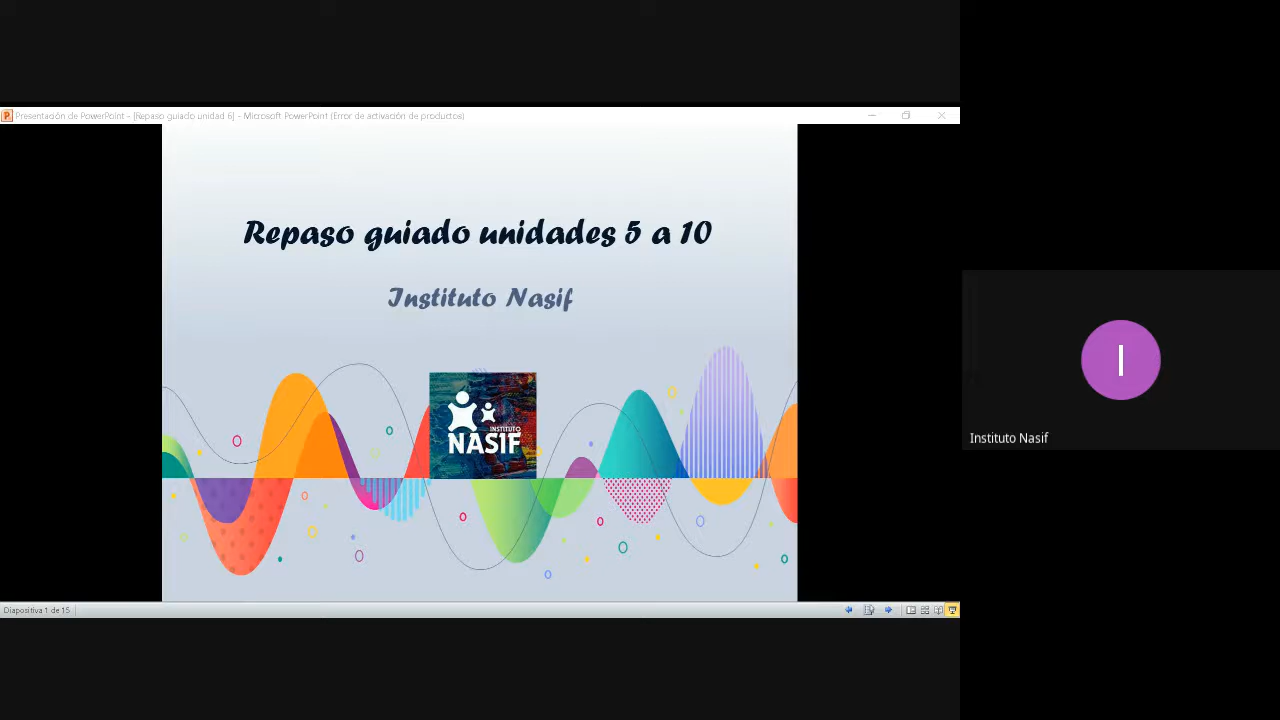 Presentación de PowerPoint - [Repaso guiado unidad 6] - Microsoft PowerPoint (Error de activación de productos)
Repaso guiado unidades 5 a 10
Instituto Nasif
INSTITUTO
NASIF
I
Instituto Nasif
Diapositiva 1 de 15